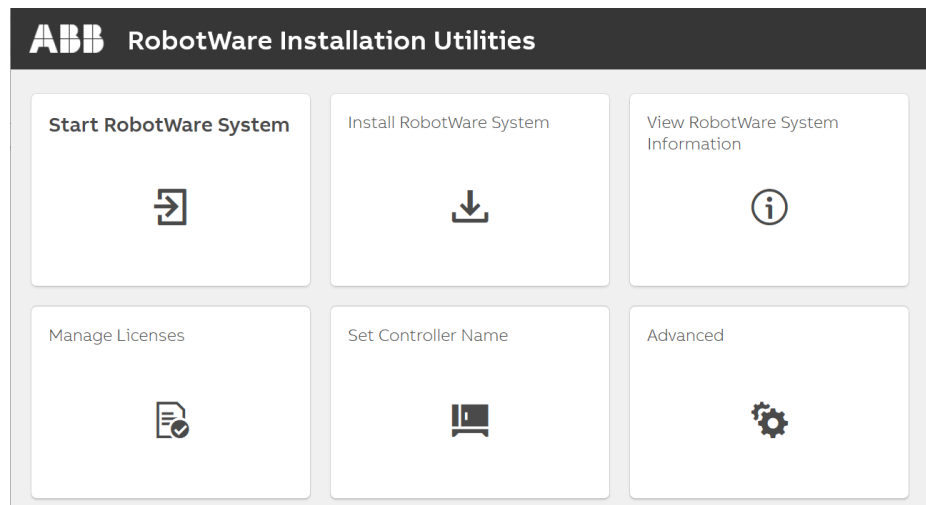 ABB RobotWare Installation Utilities
Start RobotWare System
Install RobotWare System
View RobotWare System
Information
Manage Licenses
Set Controller Name
Advanced